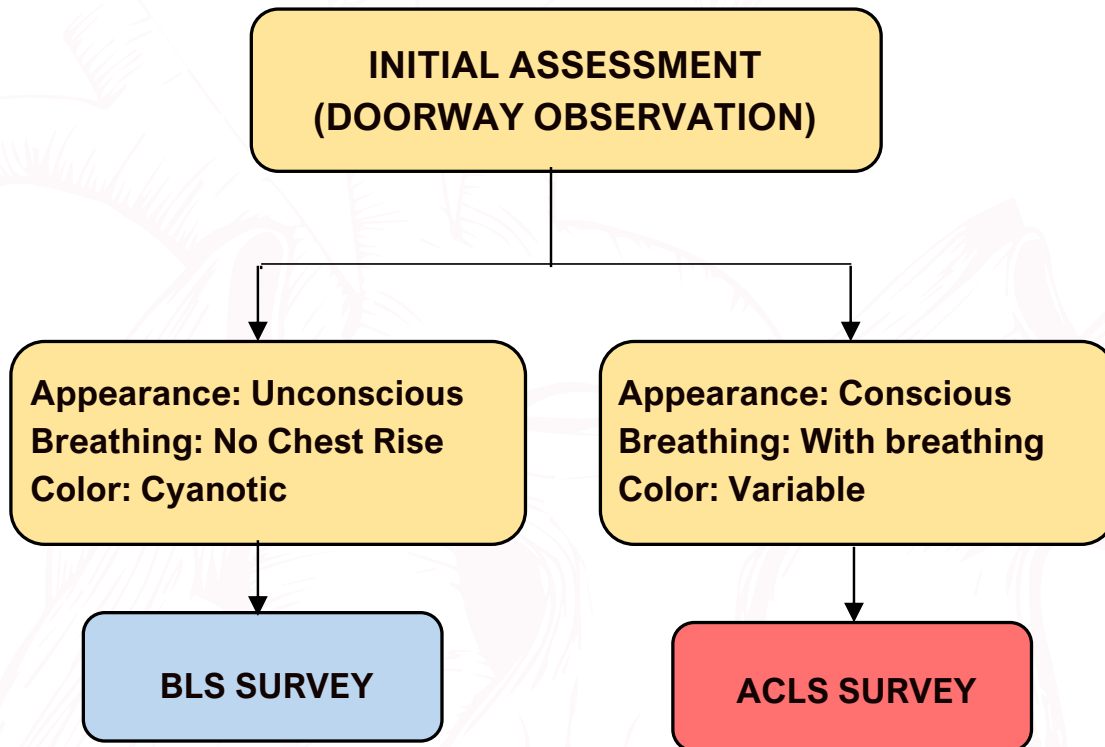 INITIAL ASSESSMENT
(DOORWAY OBSERVATION)
Appearance: Unconscious
Breathing: No Chest Rise
Color: Cyanotic
Appearance: Conscious
Breathing: With breathing
Color: Variable
BLS SURVEY
ACLS SURVEY